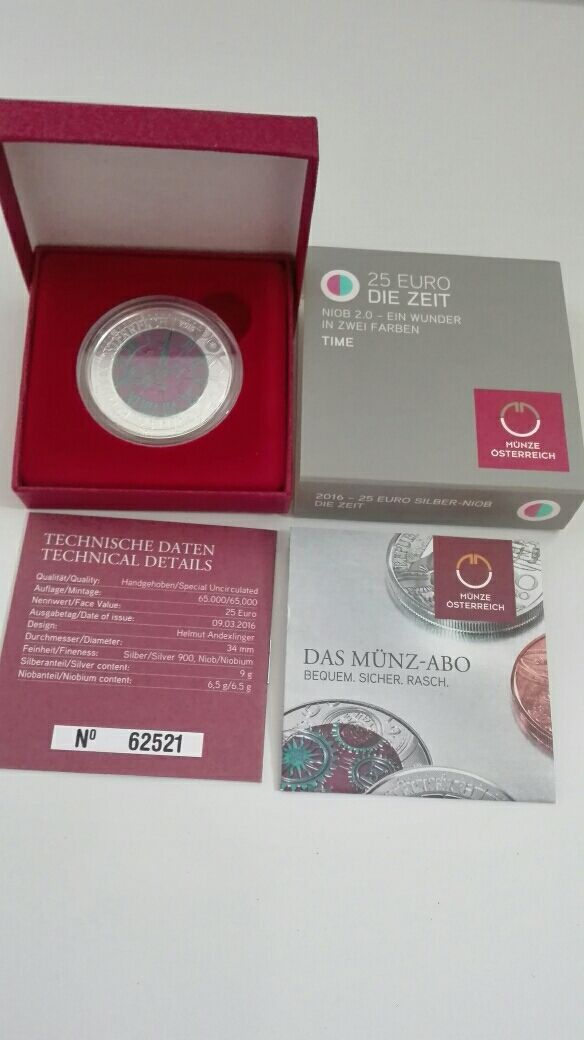 25 EURO
DIE ZEIT
NIOB 2.0 – EIN WUNDER
IN ZWEI FARBEN
TIME
MÜNZE
ÖSTERREICH
2016 – 25 EURO SILBER-NIOB
DIE ZEIT
TECHNISCHE DATEN
TECHNICAL DETAILS
Qualität/Quality: Handgehoben/Special Uncirculated
Auflage/Mintage: 65.000/65,000
Nennwert/Face Value: 25 Euro
Ausgabetag/Date of issue: 09.03.2016
Design: Helmut Andexlinger
Durchmesser/Diameter: 34 mm
Feinheit/Fineness: Silber/Silver 900, Niob/Niobium
Silberanteil/Silver content: 9 g
Niobanteil/Niobium content: 6,5 g/6.5 g
Nº 62521
MÜNZE
ÖSTERREICH
DAS MÜNZ-ABO
BEQUEM. SICHER. RASCH.